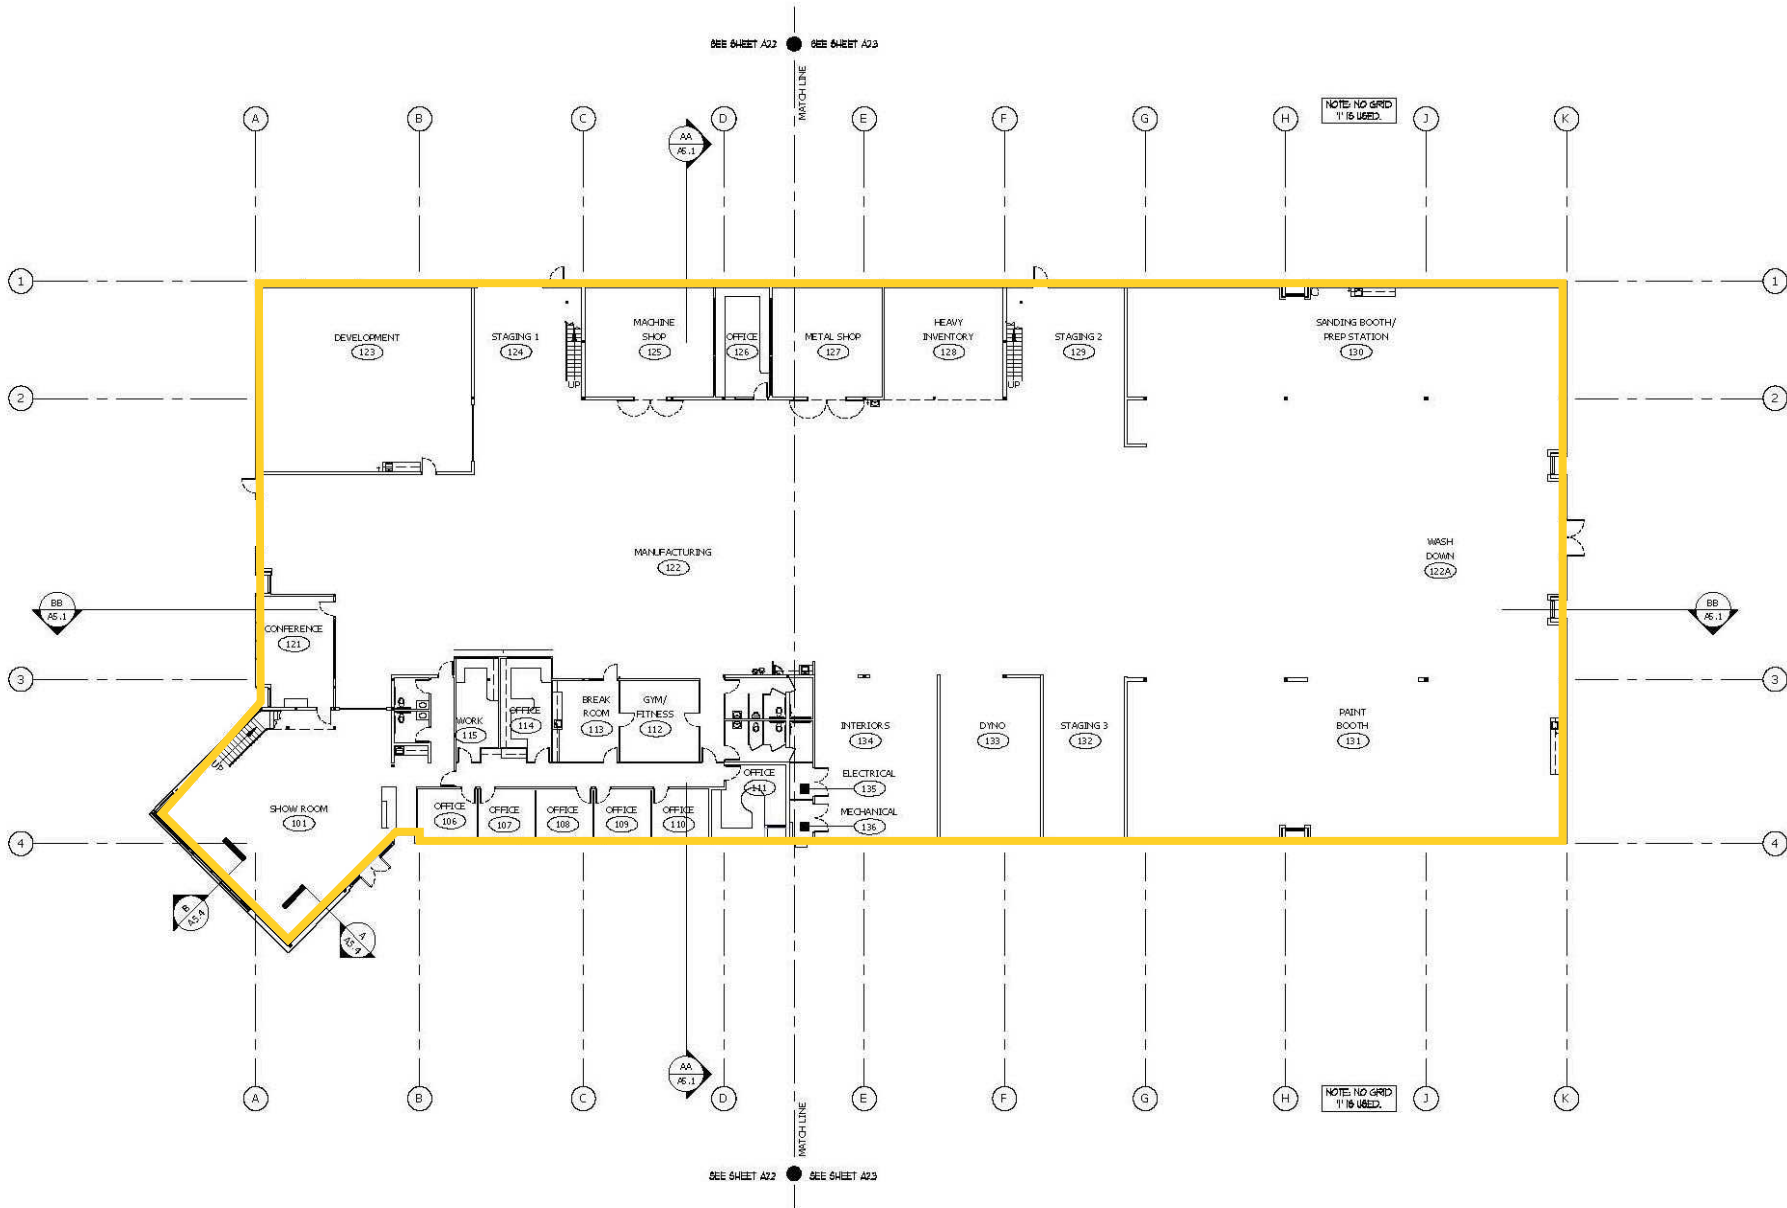 SEE SHEET A2.2 SEE SHEET A2.3
MATCH LINE
NOTE: NO GRID
"I" IS USED.
A B C D E F G H J K
AA
A5.1
1 1
DEVELOPMENT
123
STAGING 1
124
UP
MACHINE
SHOP
125
OFFICE
126
METAL SHOP
127
HEAVY
INVENTORY
128
UP
STAGING 2
129
SANDING BOOTH/
PREP STATION
130
2 2
MANUFACTURING
122
WASH
DOWN
122A
BB
A5.1
BB
A5.1
CONFERENCE
121
3 3
WORK
115
OFFICE
114
BREAK
ROOM
113
GYM/
FITNESS
112
INTERIORS
134
DYNO
133
STAGING 3
132
PAINT
BOOTH
131
OFFICE
111
ELECTRICAL
135
MECHANICAL
136
SHOW ROOM
101
OFFICE
106
OFFICE
107
OFFICE
108
OFFICE
109
OFFICE
110
4 4
B
A5.4
A
A5.4
AA
A5.1
A B C D E F G H J K
NOTE: NO GRID
"I" IS USED.
MATCH LINE
SEE SHEET A2.2 SEE SHEET A2.3